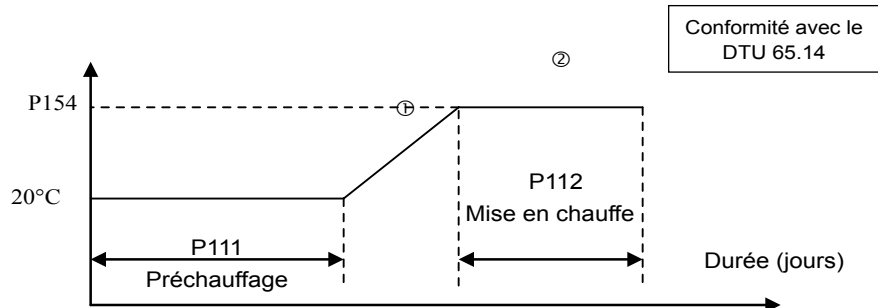 Conformité avec le
DTU 65.14
②
P154
①
20°C
P112
Mise en chauffe
P111
Préchauffage
Durée (jours)